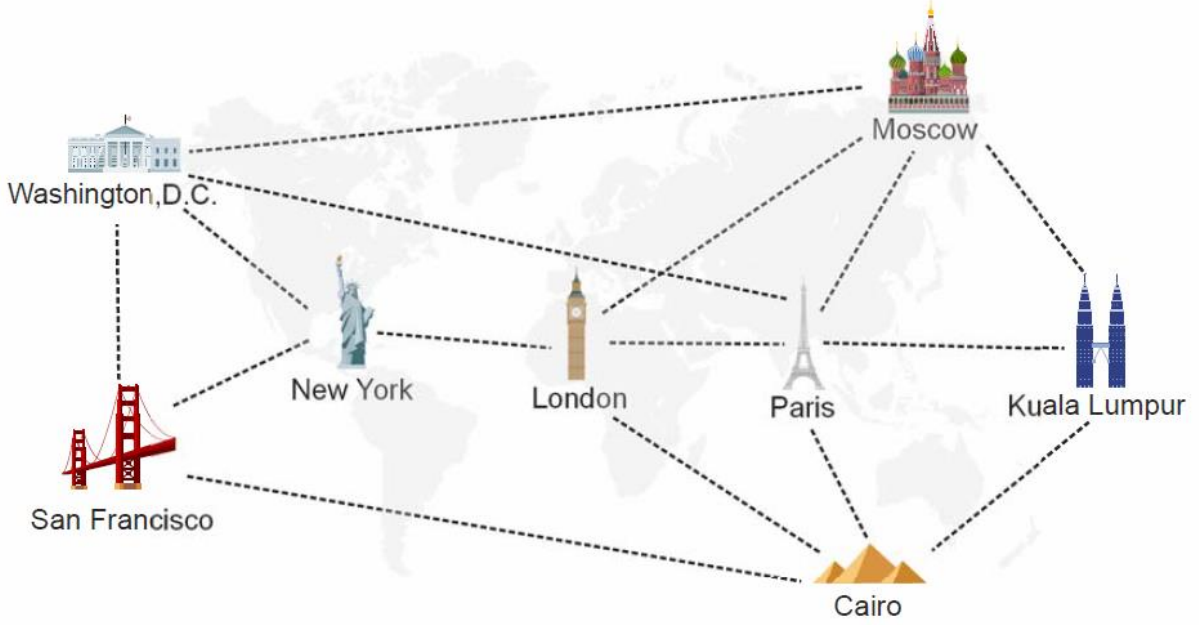 Moscow
Washington,D.C.
New York
London
Paris
Kuala Lumpur
San Francisco
Cairo